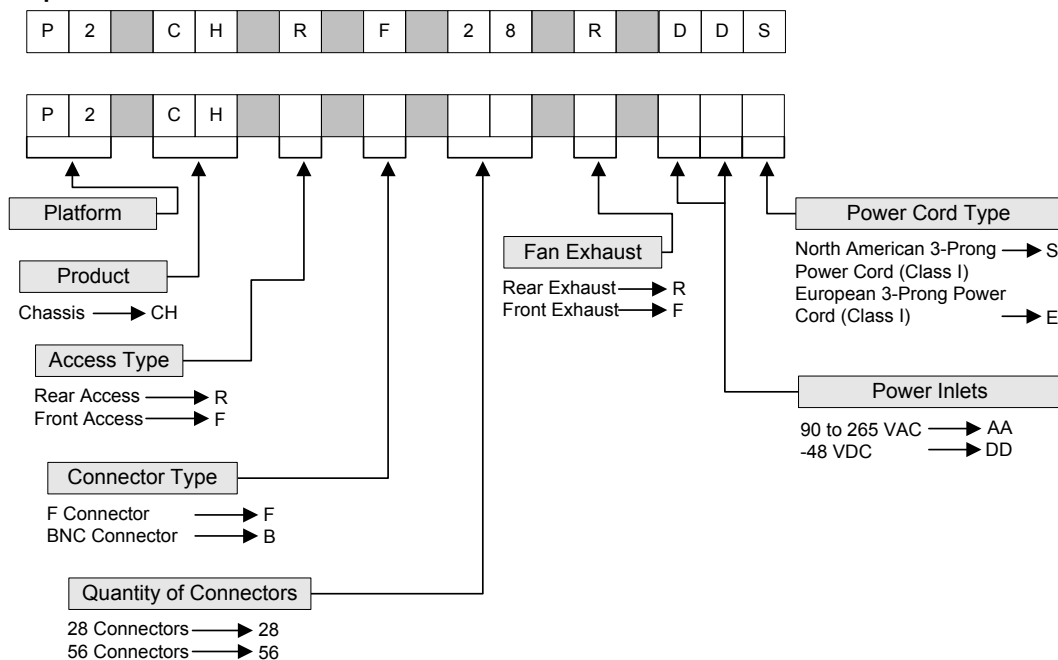 P 2 C H R F 2 8 R D D S
P 2 C H
Platform
Product
Chassis CH
Access Type
Rear Access R
Front Access F
Connector Type
F Connector F
BNC Connector B
Quantity of Connectors
28 Connectors 28
56 Connectors 56
Fan Exhaust
Rear Exhaust R
Front Exhaust F
Power Cord Type
North American 3-Prong S
Power Cord (Class I)
European 3-Prong Power
Cord (Class I) E
Power Inlets
90 to 265 VAC AA
-48 VDC DD